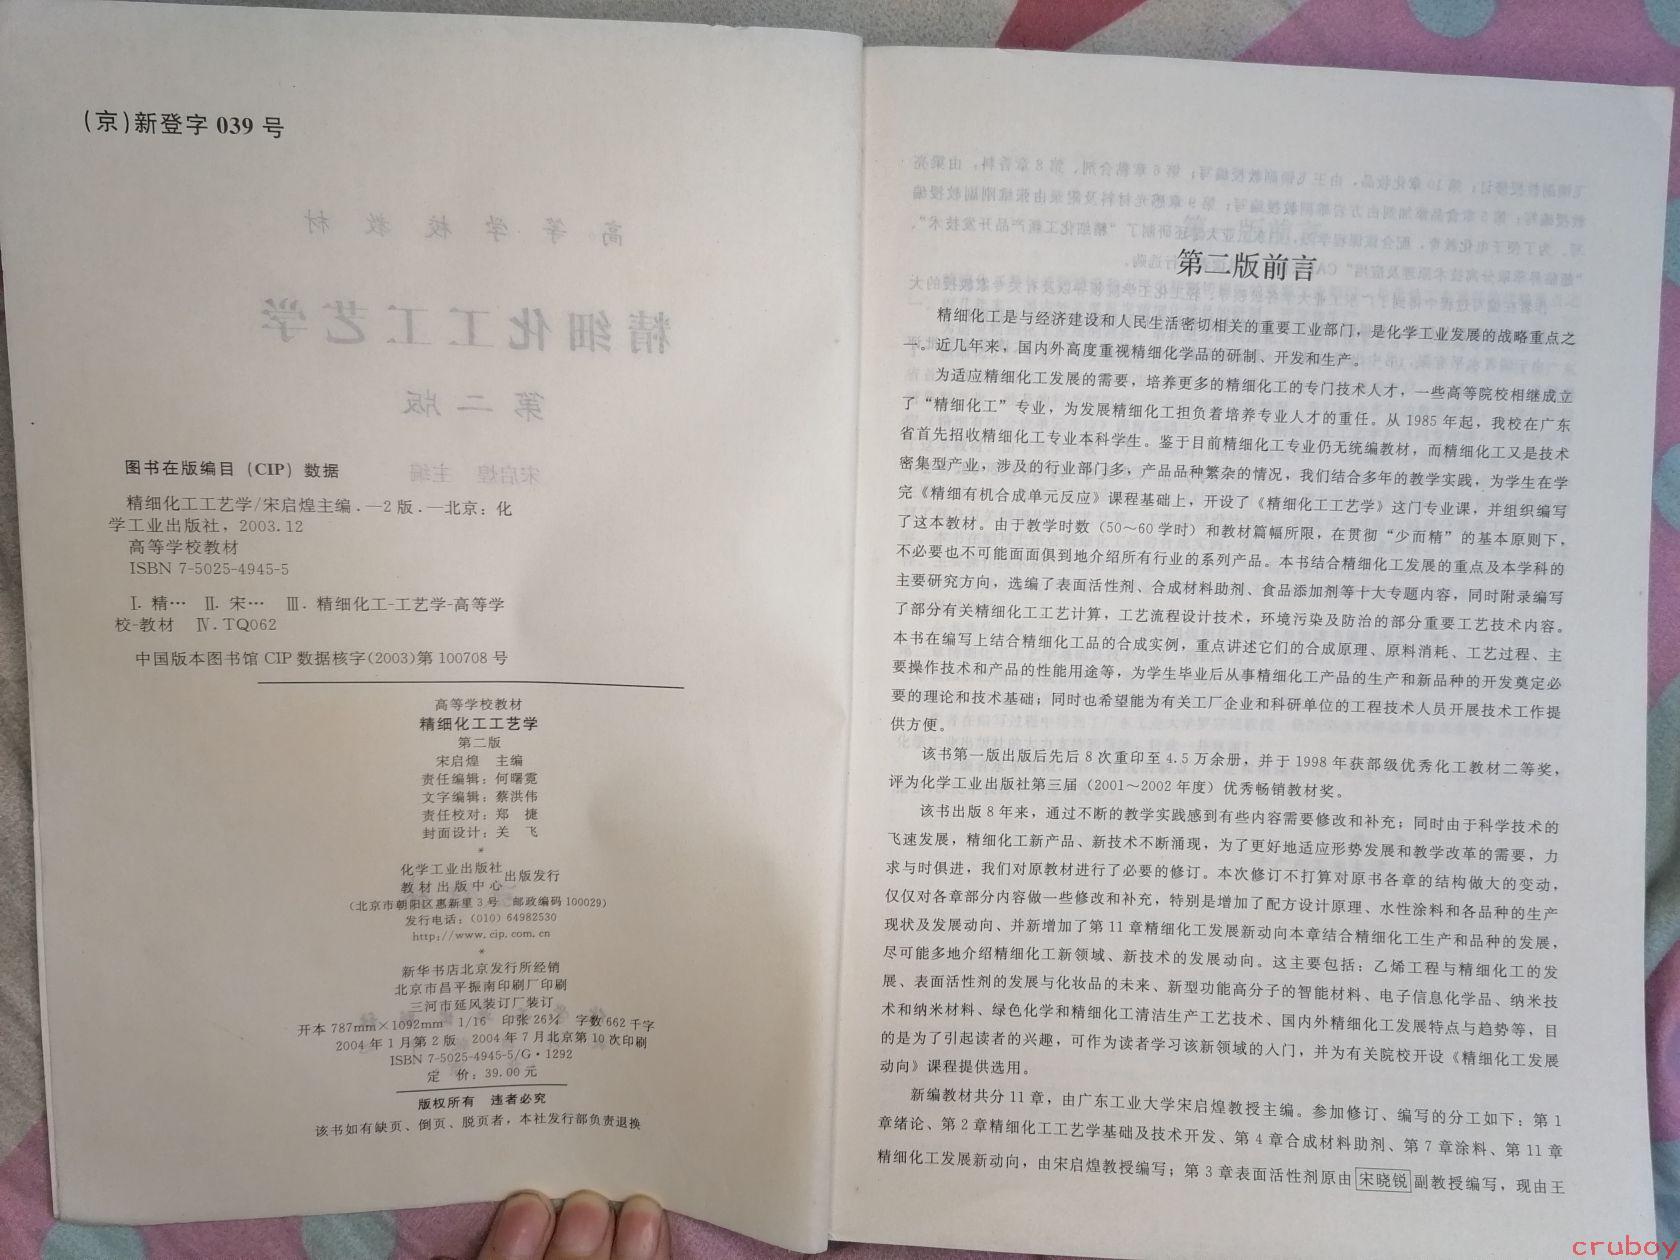 (京)新登字 039 号
图书在版编目（CIP）数据
精细化工工艺学/宋启煌主编．—2 版．—北京：化
学工业出版社，2003.12
高等学校教材
ISBN 7-5025-4945-5
Ⅰ. 精… Ⅱ. 宋… Ⅲ. 精细化工-工艺学-高等学
校-教材 Ⅳ. TQ062
中国版本图书馆 CIP 数据核字(2003)第 100708 号
高等学校教材
精细化工工艺学
第二版
宋启煌 主编
责任编辑：何曙霓
文字编辑：蔡洪伟
责任校对：郑 捷
封面设计：关 飞
*
化学工业出版社
教材出版中心
出版发行
(北京市朝阳区惠新里 3 号 邮政编码 100029)
发行电话：(010) 64982530
http://www.cip.com.cn
*
新华书店北京发行所经销
北京市昌平振南印刷厂印刷
三河市延风装订厂装订
开本 787mm×1092mm 1/16 印张 26¾ 字数 662 千字
2004 年 1 月第 2 版 2004 年 7 月北京第 10 次印刷
ISBN 7-5025-4945-5/G·1292
定 价：39.00 元
版权所有 违者必究
该书如有缺页、倒页、脱页者，本社发行部负责退换
第二版前言
精细化工是与经济建设和人民生活密切相关的重要工业部门，是化学工业发展的战略重点之
一。近几年来，国内外高度重视精细化学品的研制、开发和生产。
为适应精细化工发展的需要，培养更多的精细化工的专门技术人才，一些高等院校相继成立
了“精细化工”专业，为发展精细化工担负着培养专业人才的重任。从 1985 年起，我校在广东
省首先招收精细化工专业本科学生。鉴于目前精细化工专业仍无统编教材，而精细化工又是技术
密集型产业，涉及的行业部门多，产品品种繁杂的情况，我们结合多年的教学实践，为学生在学
完《精细有机合成单元反应》课程基础上，开设了《精细化工工艺学》这门专业课，并组织编写
了这本教材。由于教学时数（50～60 学时）和教材篇幅所限，在贯彻“少而精”的基本原则下，
不必要也不可能面面俱到地介绍所有行业的系列产品。本书结合精细化工发展的重点及本学科的
主要研究方向，选编了表面活性剂、合成材料助剂、食品添加剂等十大专题内容，同时附录编写
了部分有关精细化工工艺计算，工艺流程设计技术，环境污染及防治的部分重要工艺技术内容。
本书在编写上结合精细化工品的合成实例，重点讲述它们的合成原理、原料消耗、工艺过程、主
要操作技术和产品的性能用途等，为学生毕业后从事精细化工产品的生产和新品种的开发奠定必
要的理论和技术基础；同时也希望能为有关工厂企业和科研单位的工程技术人员开展技术工作提
供方便。
该书第一版出版后先后 8 次重印至 4.5 万余册，并于 1998 年获部级优秀化工教材二等奖，
评为化学工业出版社第三届（2001～2002 年度）优秀畅销教材奖。
该书出版 8 年来，通过不断的教学实践感到有些内容需要修改和补充；同时由于科学技术的
飞速发展，精细化工新产品、新技术不断涌现，为了更好地适应形势发展和教学改革的需要，力
求与时俱进，我们对原教材进行了必要的修订。本次修订不打算对原书各章的结构做大的变动，
仅仅对各章部分内容做一些修改和补充，特别是增加了配方设计原理、水性涂料和各品种的生产
现状及发展动向、并新增加了第 11 章精细化工发展新动向本章结合精细化工生产和品种的发展，
尽可能多地介绍精细化工新领域、新技术的发展动向。这主要包括：乙烯工程与精细化工的发
展、表面活性剂的发展与化妆品的未来、新型功能高分子的智能材料、电子信息化学品、纳米技
术和纳米材料、绿色化学和精细化工清洁生产工艺技术、国内外精细化工发展特点与趋势等，目
的是为了引起读者的兴趣，可作为读者学习该新领域的入门，并为有关院校开设《精细化工发展
动向》课程提供选用。
新编教材共分 11 章，由广东工业大学宋启煌教授主编。参加修订、编写的分工如下：第 1
章绪论、第 2 章精细化工工艺学基础及技术开发、第 4 章合成材料助剂、第 7 章涂料、第 11 章
精细化工发展新动向，由宋启煌教授编写；第 3 章表面活性剂原由宋晓锐副教授编写，现由王
cruboy